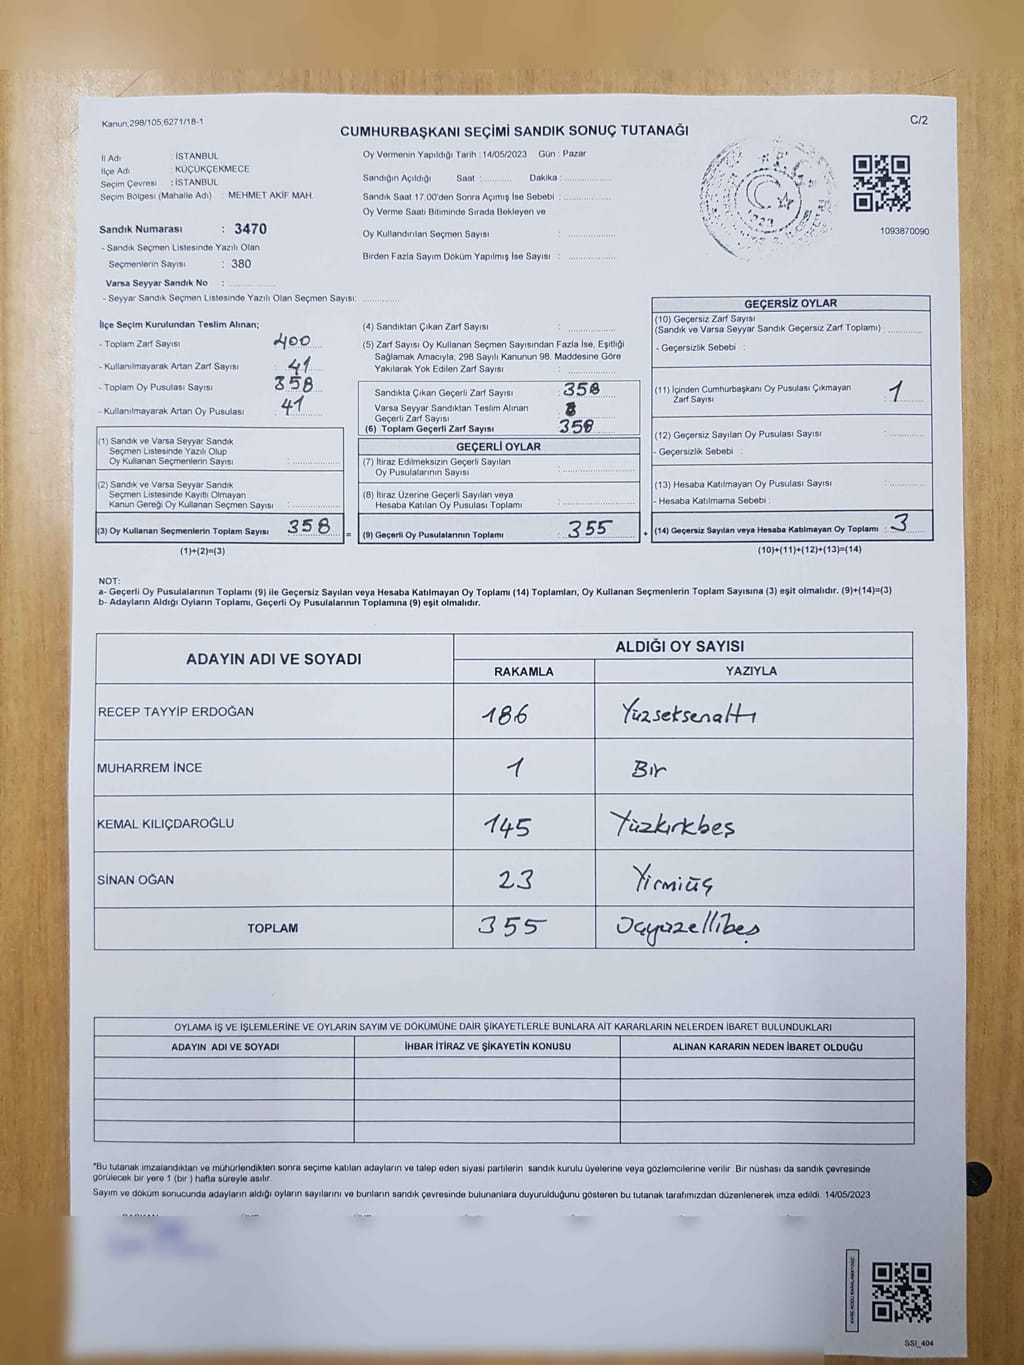 Kanun;298/105;6271/18-1
C/2
CUMHURBAŞKANI SEÇİMİ SANDIK SONUÇ TUTANAĞI
İl Adı : İSTANBUL
İlçe Adı : KÜÇÜKÇEKMECE
Seçim Çevresi : İSTANBUL
Seçim Bölgesi (Mahalle Adı) : MEHMET AKİF MAH.
Oy Vermenin Yapıldığı Tarih : 14/05/2023 Gün : Pazar
Sandığın Açıldığı Saat : Dakika :
Sandık Saat 17.00'den Sonra Açımış İse Sebebi :
Oy Verme Saati Bitiminde Sırada Bekleyen ve
Oy Kullandırılan Seçmen Sayısı :
Birden Fazla Sayım Döküm Yapılmış İse Sayısı :
1093870090
Sandık Numarası : 3470
- Sandık Seçmen Listesinde Yazılı Olan
Seçmenlerin Sayısı : 380
Varsa Seyyar Sandık No :
- Seyyar Sandık Seçmen Listesinde Yazılı Olan Seçmen Sayısı:
İlçe Seçim Kurulundan Teslim Alınan;
- Toplam Zarf Sayısı : 400
- Kullanılmayarak Artan Zarf Sayısı : 41
- Toplam Oy Pusulası Sayısı : 358
- Kullanılmayarak Artan Oy Pusulası : 41
(1) Sandık ve Varsa Seyyar Sandık
Seçmen Listesinde Yazılı Olup
Oy Kullanan Seçmenlerin Sayısı :
(2) Sandık ve Varsa Seyyar Sandık
Seçmen Listesinde Kayıtlı Olmayan
Kanun Gereği Oy Kullanan Seçmen Sayısı :
(3) Oy Kullanan Seçmenlerin Toplam Sayısı 358
(1)+(2)=(3)
(4) Sandıktan Çıkan Zarf Sayısı :
(5) Zarf Sayısı Oy Kullanan Seçmen Sayısından Fazla İse, Eşitliği
Sağlamak Amacıyla, 298 Sayılı Kanunun 98. Maddesine Göre
Yakılarak Yok Edilen Zarf Sayısı :
Sandıkta Çıkan Geçerli Zarf Sayısı : 358
Varsa Seyyar Sandıktan Teslim Alınan
Geçerli Zarf Sayısı :
(6) Toplam Geçerli Zarf Sayısı : 358
GEÇERLİ OYLAR
(7) İtiraz Edilmeksizin Geçerli Sayılan
Oy Pusulalarının Sayısı :
(8) İtiraz Üzerine Geçerli Sayılan veya
Hesaba Katılan Oy Pusulası Toplamı :
= (9) Geçerli Oy Pusulalarının Toplamı : 355 +
GEÇERSİZ OYLAR
(10) Geçersiz Zarf Sayısı
(Sandık ve Varsa Seyyar Sandık Geçersiz Zarf Toplamı) :
- Geçersizlik Sebebi :
(11) İçinden Cumhurbaşkanı Oy Pusulası Çıkmayan
Zarf Sayısı : 1
(12) Geçersiz Sayılan Oy Pusulası Sayısı :
- Geçersizlik Sebebi :
(13) Hesaba Katılmayan Oy Pusulası Sayısı :
- Hesaba Katılmama Sebebi :
(14) Geçersiz Sayılan veya Hesaba Katılmayan Oy Toplamı : 3
(10)+(11)+(12)+(13)=(14)
NOT:
a- Geçerli Oy Pusulalarının Toplamı (9) ile Geçersiz Sayılan veya Hesaba Katılmayan Oy Toplamı (14) Toplamları, Oy Kullanan Seçmenlerin Toplam Sayısına (3) eşit olmalıdır. (9)+(14)=(3)
b- Adayların Aldığı Oyların Toplamı, Geçerli Oy Pusulalarının Toplamına (9) eşit olmalıdır.
ADAYIN ADI VE SOYADI
ALDIĞI OY SAYISI
RAKAMLA YAZIYLA
RECEP TAYYİP ERDOĞAN 186 Yüzseksenaltı
MUHARREM İNCE 1 Bir
KEMAL KILIÇDAROĞLU 145 Yüzkırkbeş
SİNAN OĞAN 23 Yirmiüç
TOPLAM 355 Üçyüzellibeş
OYLAMA İŞ VE İŞLEMLERİNE VE OYLARIN SAYIM VE DÖKÜMÜNE DAİR ŞİKAYETLERLE BUNLARA AİT KARARLARIN NELERDEN İBARET BULUNDUKLARI
ADAYIN ADI VE SOYADI İHBAR İTİRAZ VE ŞİKAYETİN KONUSU ALINAN KARARIN NEDEN İBARET OLDUĞU
*Bu tutanak imzalandıktan ve mühürlendikten sonra seçime katılan adayların ve talep eden siyasi partilerin sandık kurulu üyelerine veya gözlemcilerine verilir. Bir nüshası da sandık çevresinde
görülecek bir yere 1 (bir ) hafta süreyle asılır.
Sayım ve döküm sonucunda adayların aldığı oyların sayılarını ve bunların sandık çevresinde bulunanlara duyurulduğunu gösteren bu tutanak tarafımızdan düzenlenerek imza edildi. 14/05/2023
KARE KODU KARALAMAYINIZ!
SSI_404